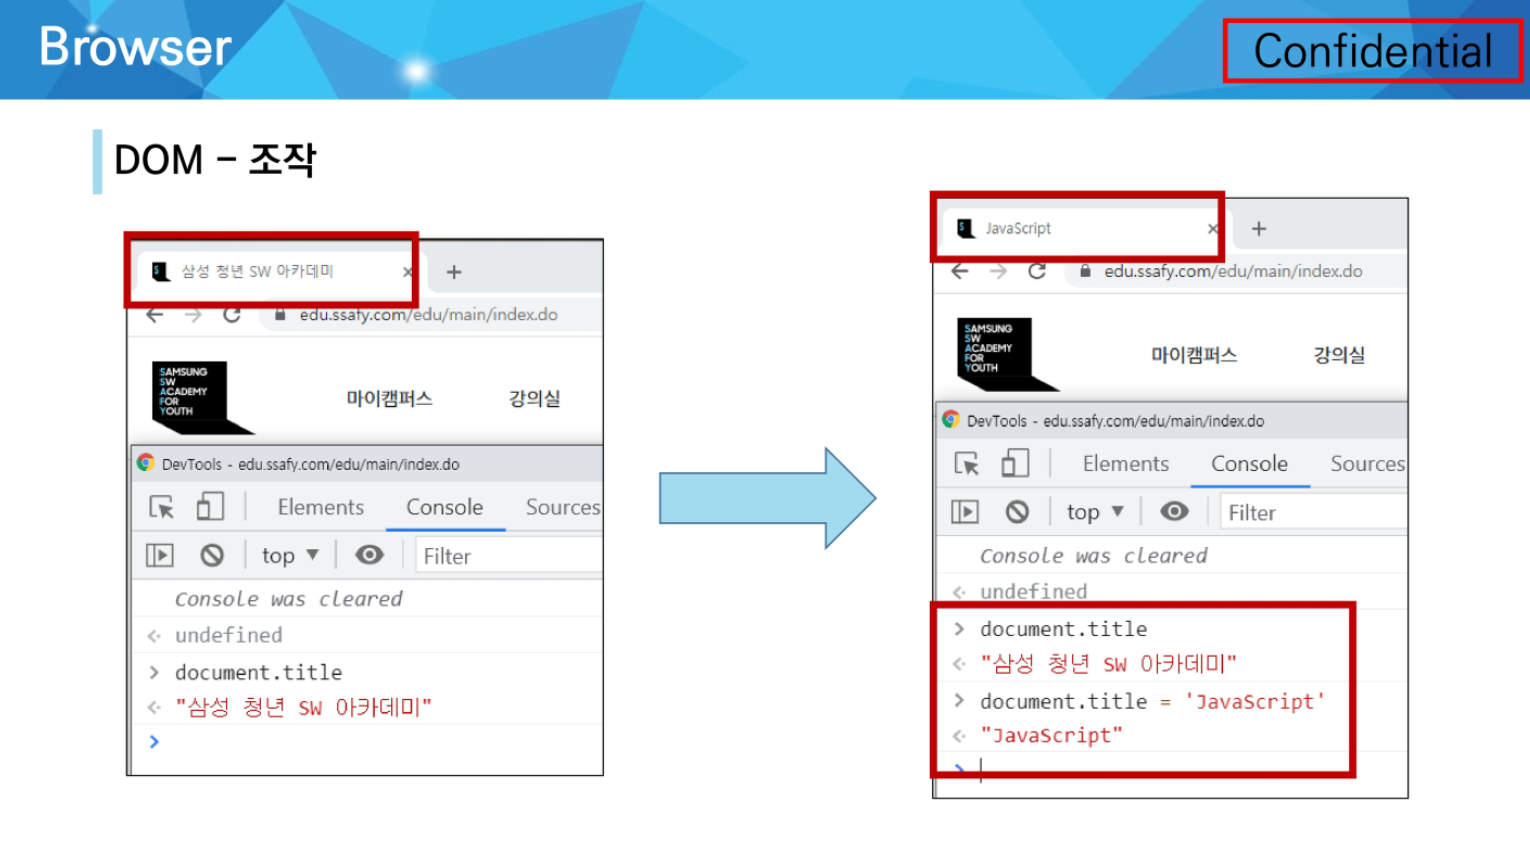 Browser
Confidential
DOM – 조작
삼성 청년 SW 아카데미 × +
edu.ssafy.com/edu/main/index.do
SAMSUNG
SW
ACADEMY
FOR
YOUTH
마이캠퍼스 강의실
DevTools - edu.ssafy.com/edu/main/index.do
Elements Console Sources
top ▼ Filter
Console was cleared
undefined
> document.title
"삼성 청년 SW 아카데미"
>
JavaScript × +
edu.ssafy.com/edu/main/index.do
SAMSUNG
SW
ACADEMY
FOR
YOUTH
마이캠퍼스 강의실
DevTools - edu.ssafy.com/edu/main/index.do
Elements Console Sources
top ▼ Filter
Console was cleared
undefined
> document.title
"삼성 청년 SW 아카데미"
> document.title = 'JavaScript'
"JavaScript"
>